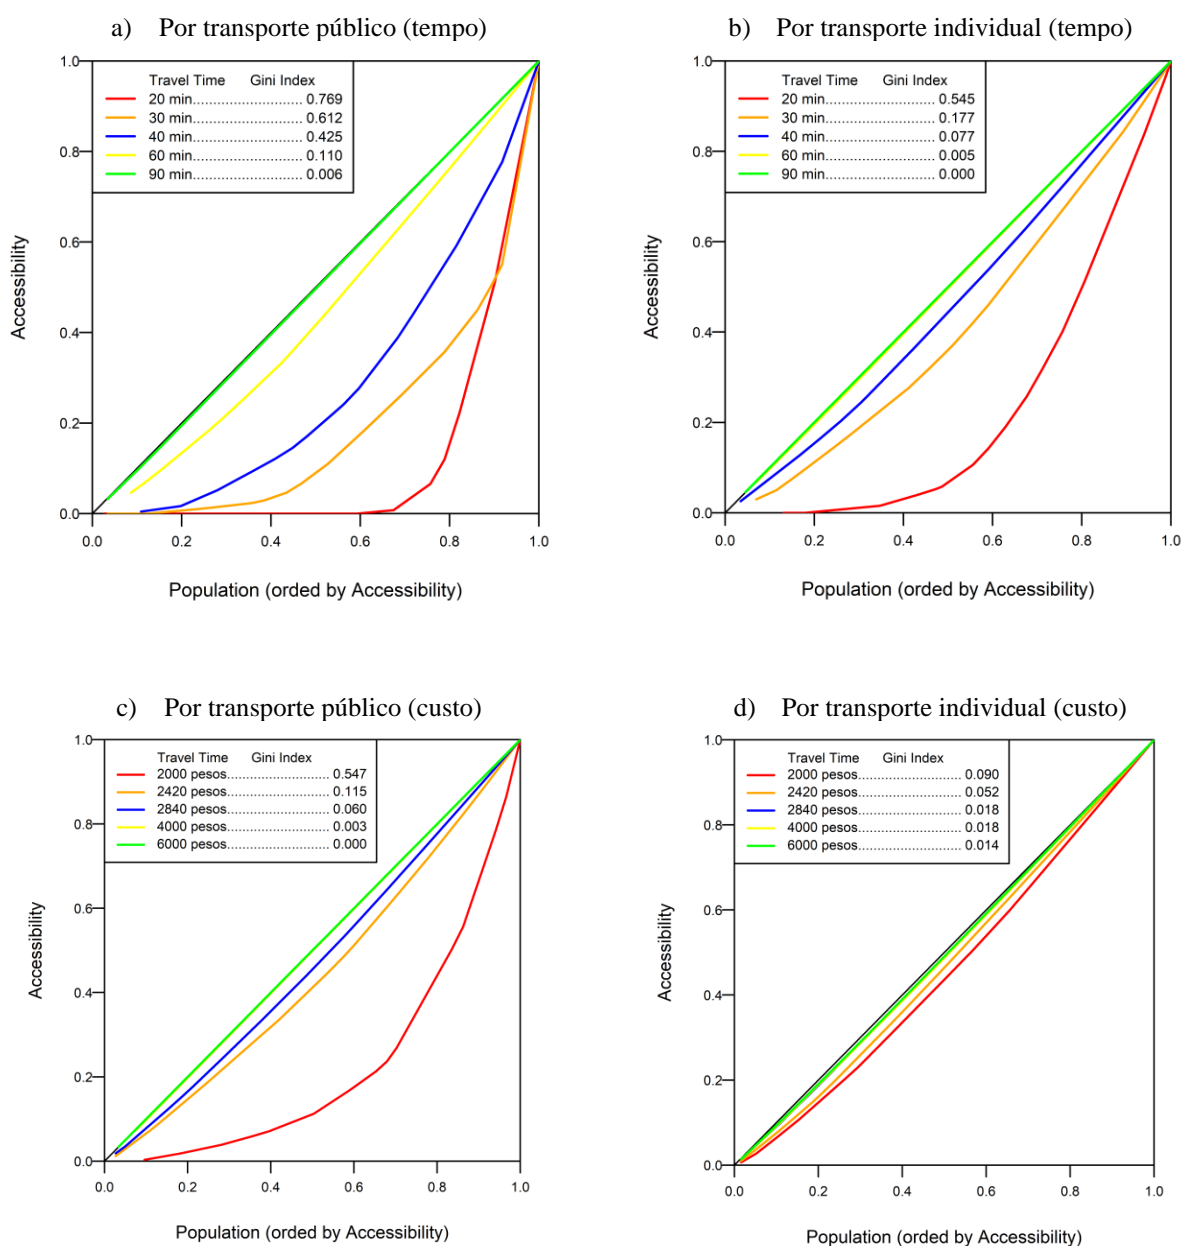 a) Por transporte público (tempo)
b) Por transporte individual (tempo)
Travel Time Gini Index
20 min.............................. 0.769
30 min.............................. 0.612
40 min.............................. 0.425
60 min.............................. 0.110
90 min.............................. 0.006
1.0
0.8
0.6
0.4
0.2
0.0
Accessibility
0.0 0.2 0.4 0.6 0.8 1.0
Population (orded by Accessibility)
Travel Time Gini Index
20 min.............................. 0.545
30 min.............................. 0.177
40 min.............................. 0.077
60 min.............................. 0.005
90 min.............................. 0.000
1.0
0.8
0.6
0.4
0.2
0.0
Accessibility
0.0 0.2 0.4 0.6 0.8 1.0
Population (orded by Accessibility)
c) Por transporte público (custo)
d) Por transporte individual (custo)
Travel Time Gini Index
2000 pesos............................ 0.547
2420 pesos............................ 0.115
2840 pesos............................ 0.060
4000 pesos............................ 0.003
6000 pesos............................ 0.000
1.0
0.8
0.6
0.4
0.2
0.0
Accessibility
0.0 0.2 0.4 0.6 0.8 1.0
Population (orded by Accessibility)
Travel Time Gini Index
2000 pesos............................ 0.090
2420 pesos............................ 0.052
2840 pesos............................ 0.018
4000 pesos............................ 0.018
6000 pesos............................ 0.014
1.0
0.8
0.6
0.4
0.2
0.0
Accessibility
0.0 0.2 0.4 0.6 0.8 1.0
Population (orded by Accessibility)